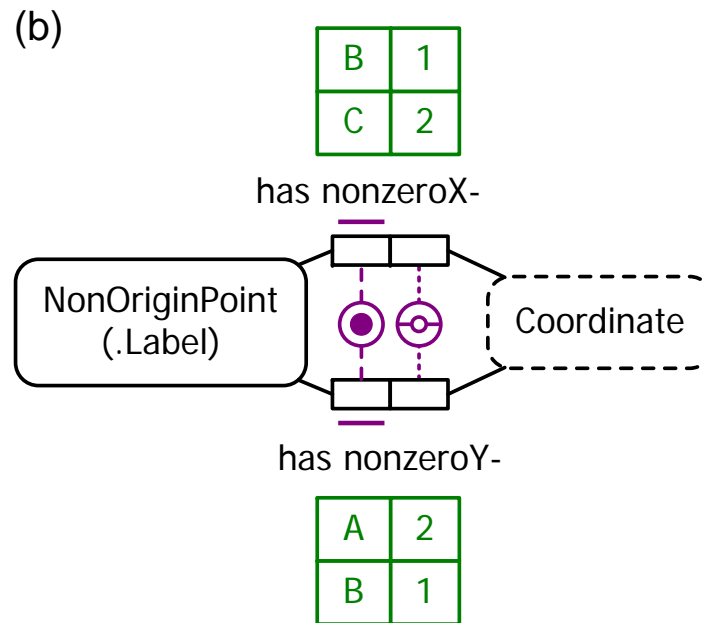 (b)
B 1
C 2
has nonzeroX-
NonOriginPoint
(.Label)
Coordinate
has nonzeroY-
A 2
B 1